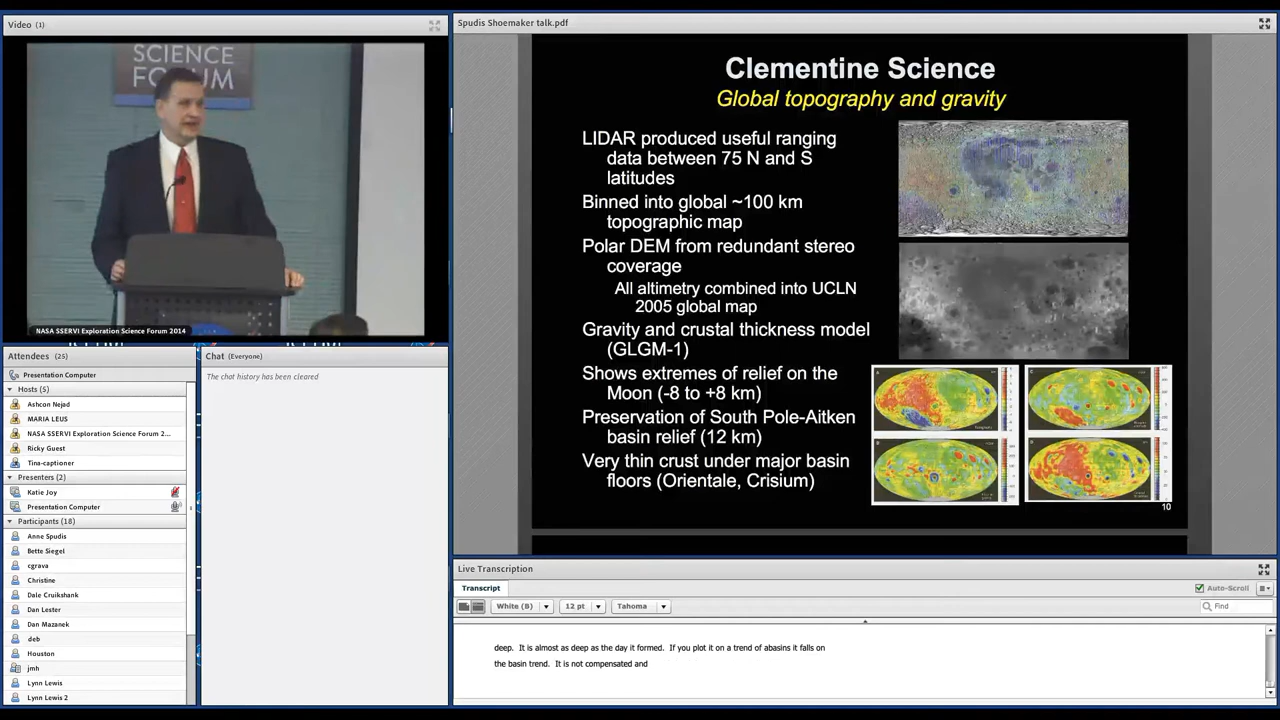 Video (1)
SCIENCE
FORUM
NASA SSERVI Exploration Science Forum 2014
Attendees (25)
Presentation Computer
Hosts (5)
Ashcon Nejad
MARIA LEUS
NASA SSERVI Exploration Science Forum 2...
Ricky Guest
Tina-captioner
Presenters (2)
Katie Joy
Presentation Computer
Participants (18)
Anne Spudis
Bette Siegel
cgrava
Christine
Dale Cruikshank
Dan Lester
Dan Mazanek
deb
Houston
jmh
Lynn Lewis
Lynn Lewis 2
Chat (Everyone)
The chat history has been cleared
Spudis Shoemaker talk.pdf
Clementine Science
Global topography and gravity
LIDAR produced useful ranging
data between 75 N and S
latitudes
Binned into global ~100 km
topographic map
Polar DEM from redundant stereo
coverage
All altimetry combined into UCLN
2005 global map
Gravity and crustal thickness model
(GLGM-1)
Shows extremes of relief on the
Moon (-8 to +8 km)
Preservation of South Pole-Aitken
basin relief (12 km)
Very thin crust under major basin
floors (Orientale, Crisium)
10
Live Transcription
Transcript
Auto-Scroll
White (B)
12 pt
Tahoma
Find
deep. It is almost as deep as the day it formed. If you plot it on a trend of abasins it falls on
the basin trend. It is not compensated and